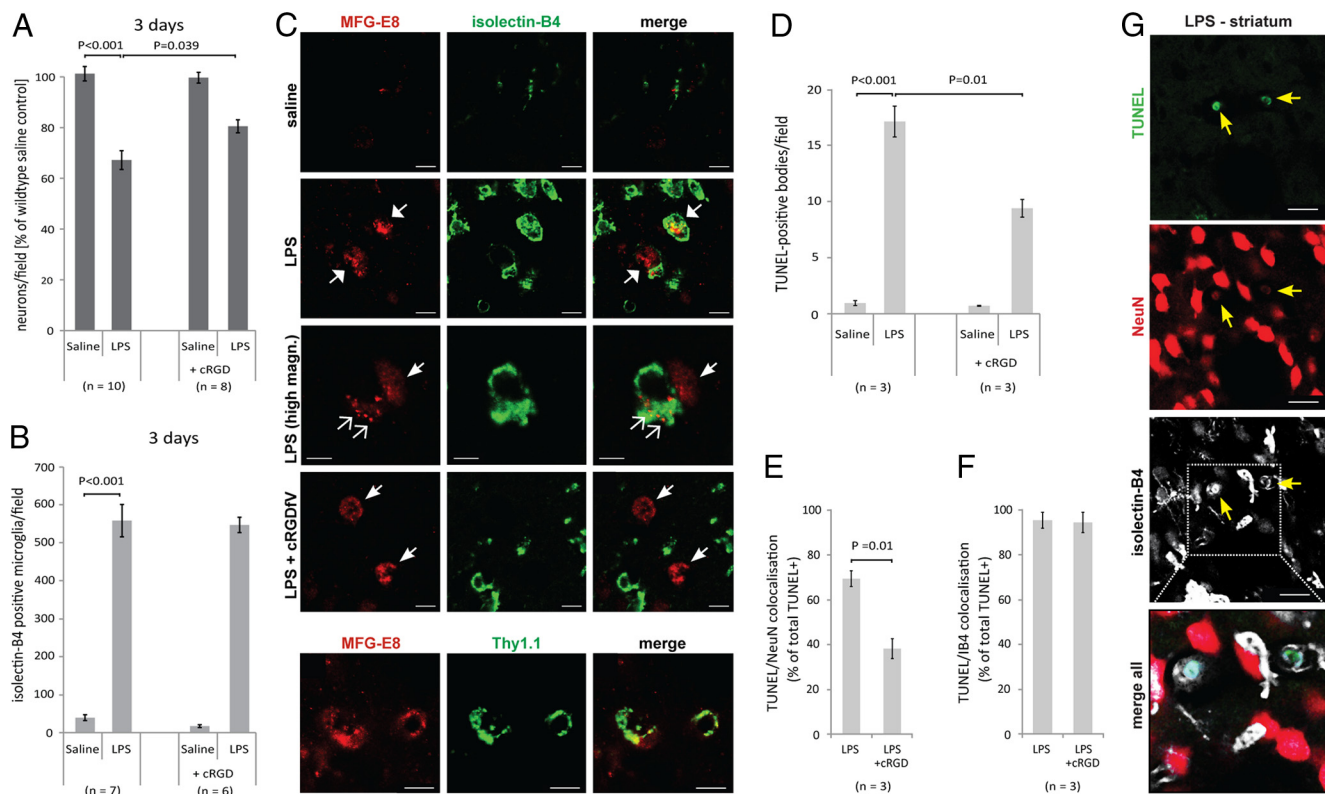 A
3 days
P<0.001
P=0.039
neurons/field [% of wildtype saline control]
100
80
60
40
20
0
Saline
LPS
Saline
LPS
+ cRGD
(n = 10)
(n = 8)
B
3 days
P<0.001
isolectin-B4 positive microglia/field
700
600
500
400
300
200
100
0
Saline
LPS
Saline
LPS
+ cRGD
(n = 7)
(n = 6)
C
MFG-E8
isolectin-B4
merge
saline
LPS
LPS (high magn.)
LPS + cRGDfV
MFG-E8
Thy1.1
merge
D
P<0.001
P=0.01
TUNEL-positive bodies/field
20
15
10
5
0
Saline
LPS
Saline
LPS
+ cRGD
(n = 3)
(n = 3)
E
P =0.01
TUNEL/NeuN colocalisation
(% of total TUNEL+)
100
80
60
40
20
0
LPS
LPS
+cRGD
(n = 3)
F
TUNEL/IB4 colocalisation
(% of total TUNEL+)
100
80
60
40
20
0
LPS
LPS
+cRGD
(n = 3)
G
LPS - striatum
TUNEL
NeuN
isolectin-B4
merge all